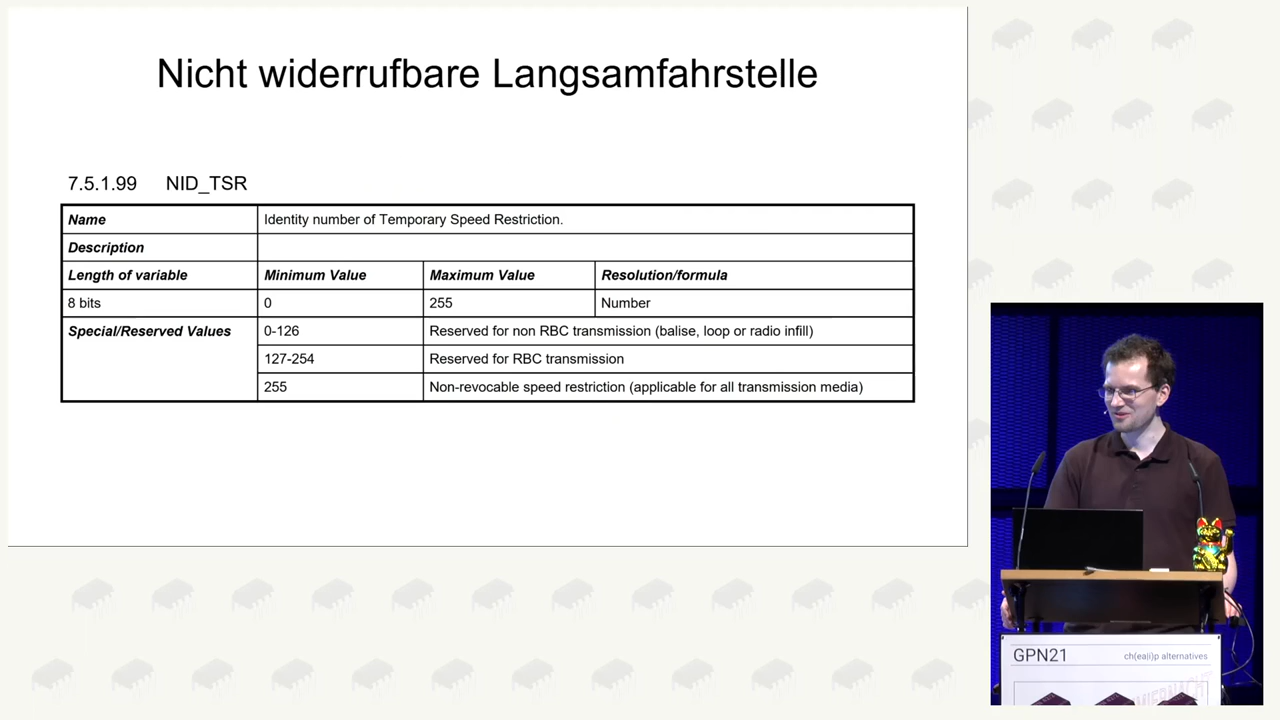 Nicht widerrufbare Langsamfahrstelle
7.5.1.99 NID_TSR
Name Identity number of Temporary Speed Restriction.
Description
Length of variable Minimum Value Maximum Value Resolution/formula
8 bits 0 255 Number
Special/Reserved Values 0-126 Reserved for non RBC transmission (balise, loop or radio infill)
127-254 Reserved for RBC transmission
255 Non-revocable speed restriction (applicable for all transmission media)
GPN21 ch(ea|i)p alternatives